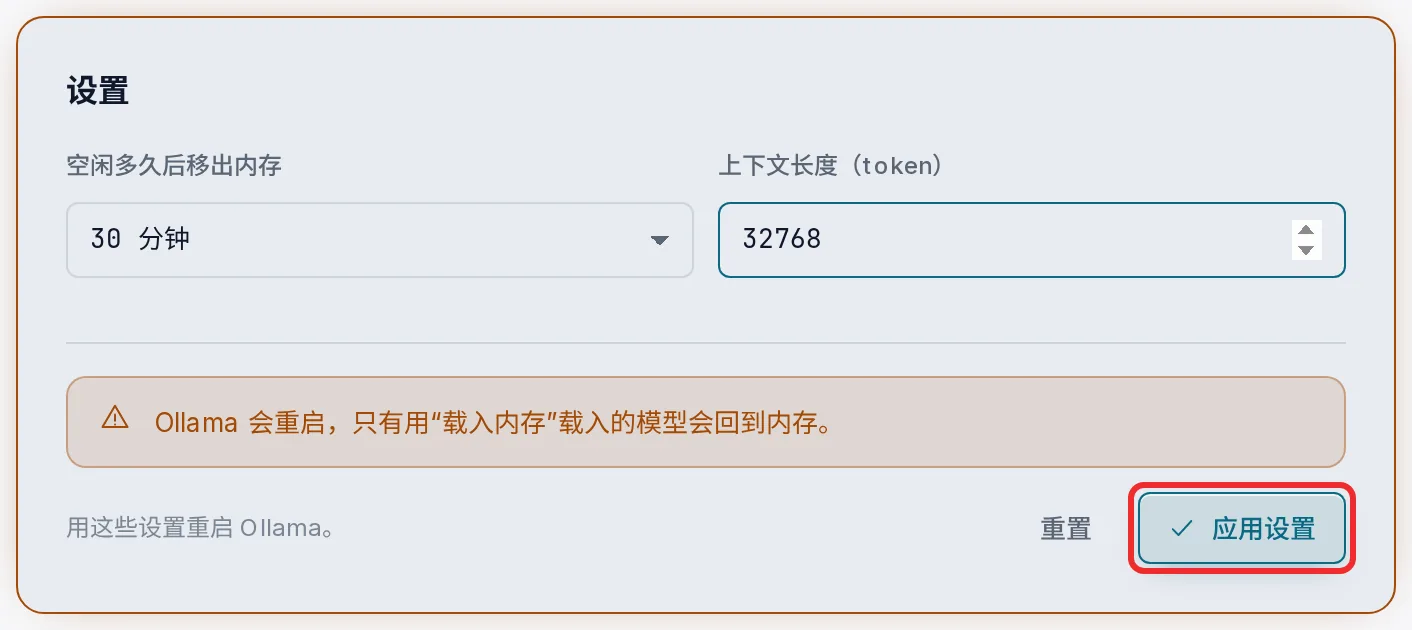 设置
空闲多久后移出内存
上下文长度（token）
30 分钟
32768
Ollama 会重启，只有用“载入内存”载入的模型会回到内存。
用这些设置重启 Ollama。
重置
应用设置